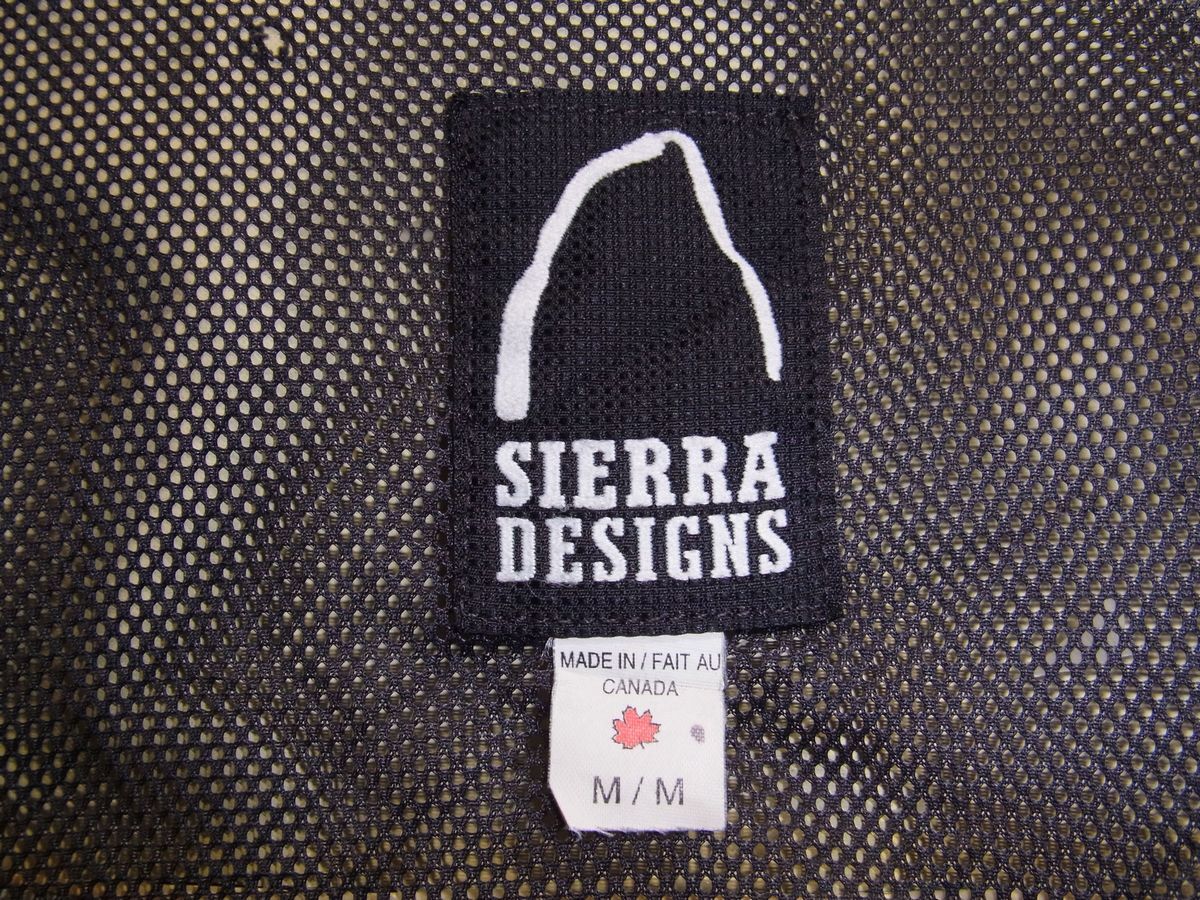 SIERRA
DESIGNS
MADE IN / FAIT AU
CANADA
M / M